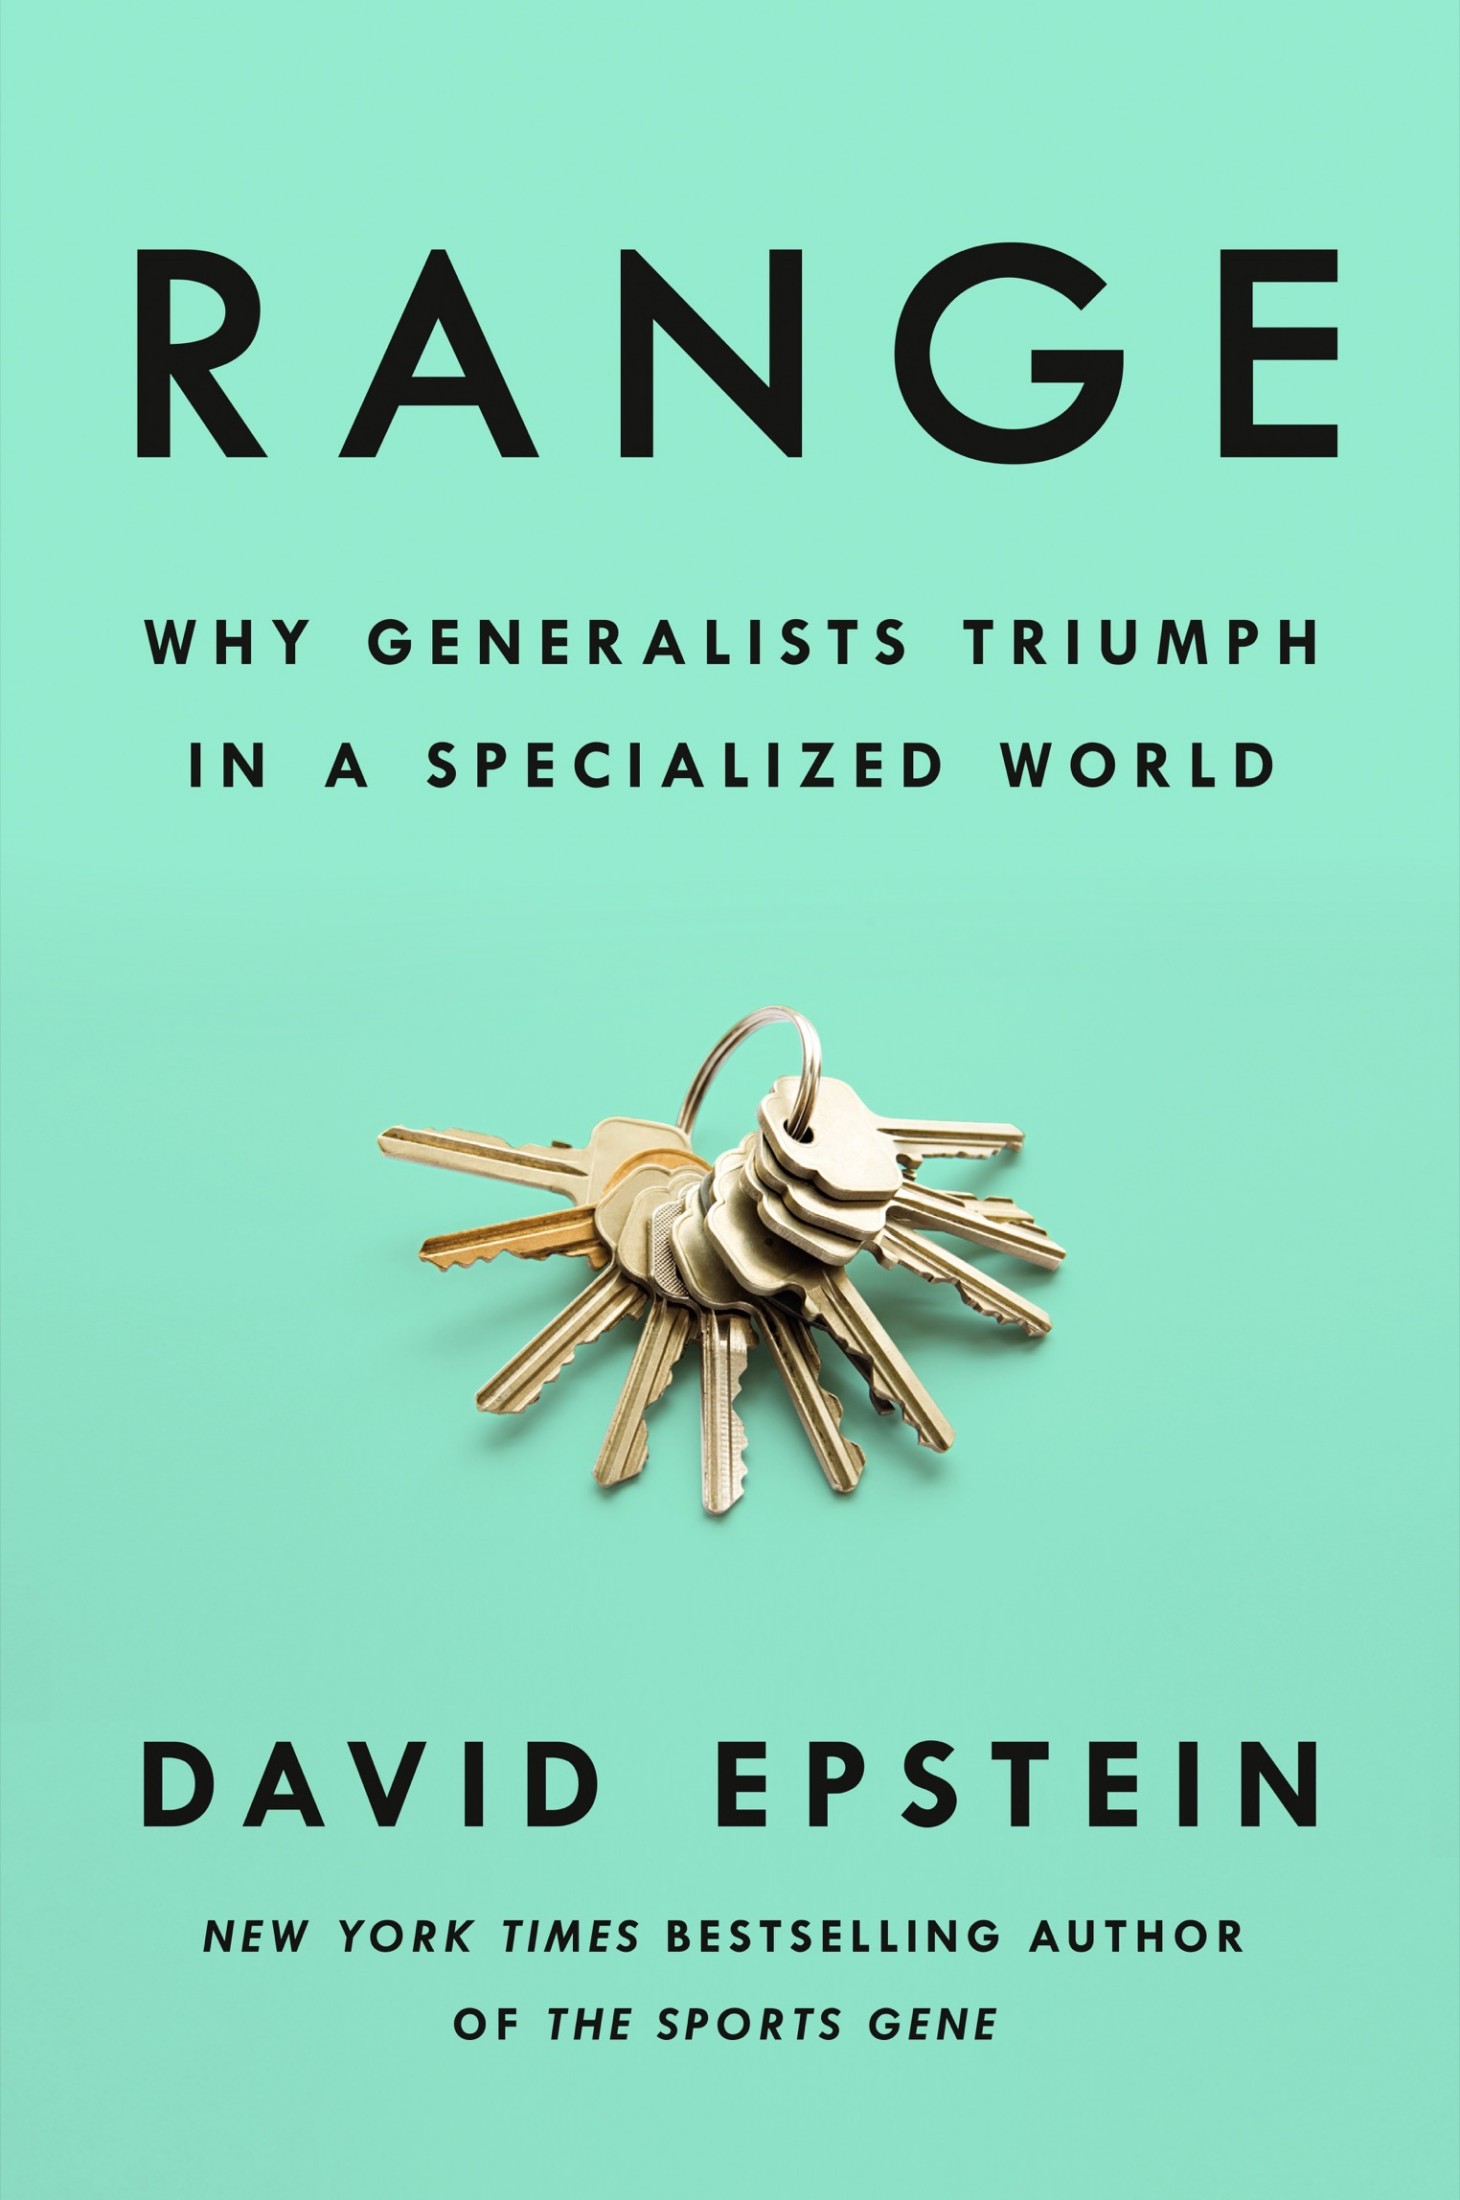 RANGE
WHY GENERALISTS TRIUMPH
IN A SPECIALIZED WORLD
DAVID EPSTEIN
NEW YORK TIMES BESTSELLING AUTHOR
OF THE SPORTS GENE